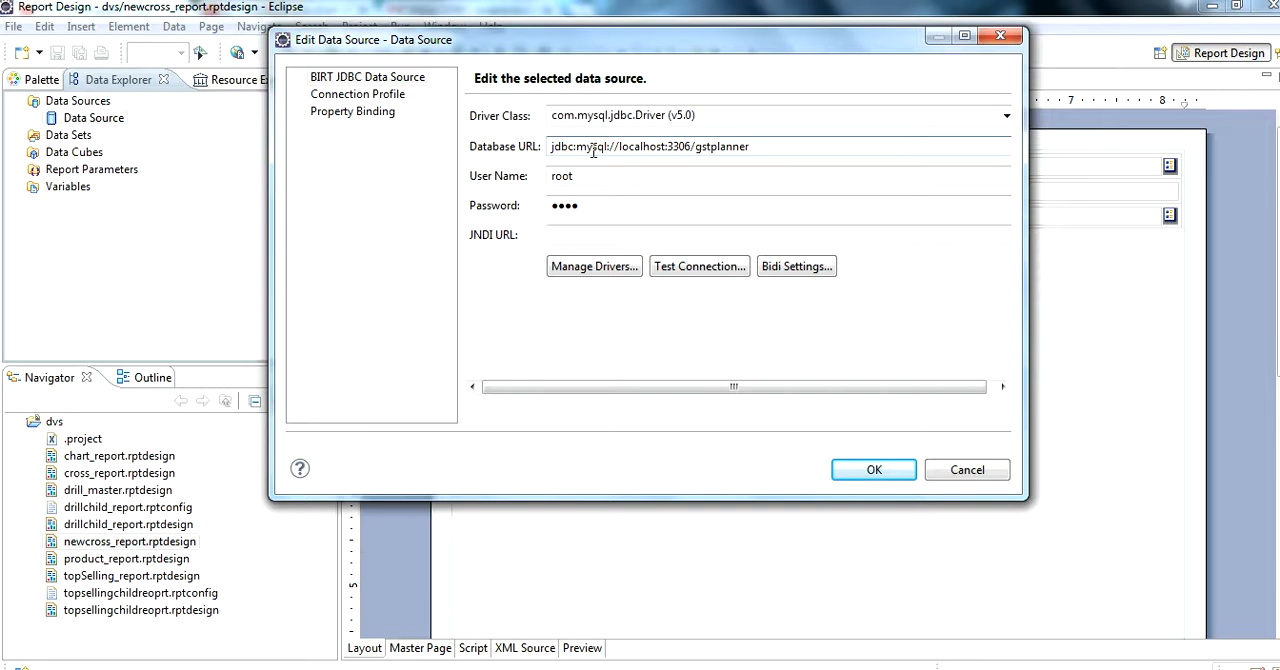 Report Design - dvs/newcross_report.rptdesign - Eclipse
File Edit Insert Element Data Page
Palette Data Explorer Resource E
Report Design
Data Sources
Data Source
Data Sets
Data Cubes
Report Parameters
Variables
7 8
Edit Data Source - Data Source
BIRT JDBC Data Source
Connection Profile
Property Binding
Edit the selected data source.
Driver Class: com.mysql.jdbc.Driver (v5.0)
Database URL: jdbc:mysql://localhost:3306/gstplanner
User Name: root
Password: ••••
JNDI URL:
Manage Drivers... Test Connection... Bidi Settings...
? OK Cancel
Navigator Outline
dvs
.project
chart_report.rptdesign
cross_report.rptdesign
drill_master.rptdesign
drillchild_report.rptconfig
drillchild_report.rptdesign
newcross_report.rptdesign
product_report.rptdesign
topSelling_report.rptdesign
topsellingchildreoprt.rptconfig
topsellingchildreoprt.rptdesign
5
Layout Master Page Script XML Source Preview